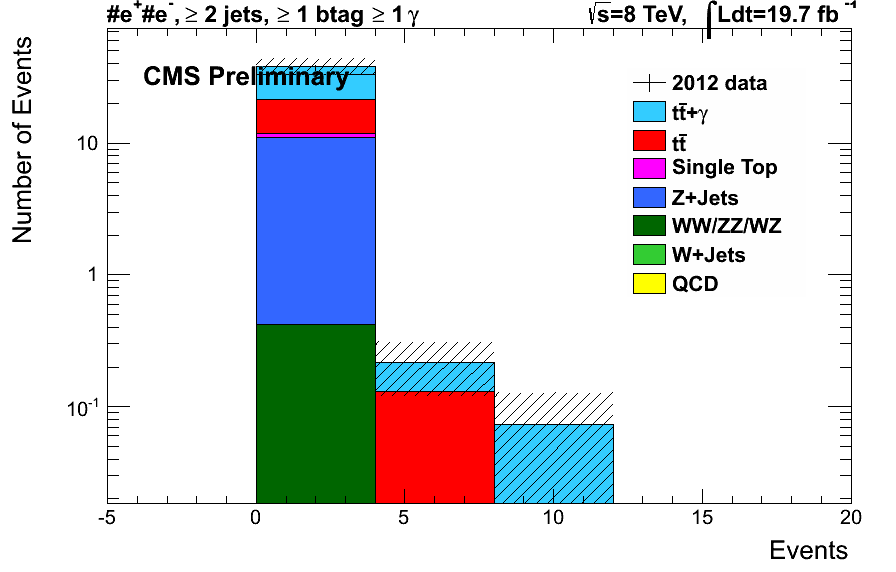 #e⁺#e⁻, ≥ 2 jets, ≥ 1 btag ≥ 1 γ
√s=8 TeV, ∫Ldt=19.7 fb⁻¹
CMS Preliminary
2012 data
tt̄+γ
tt̄
Single Top
Z+Jets
WW/ZZ/WZ
W+Jets
QCD
Number of Events
10
1
10⁻¹
-5 0 5 10 15 20
Events